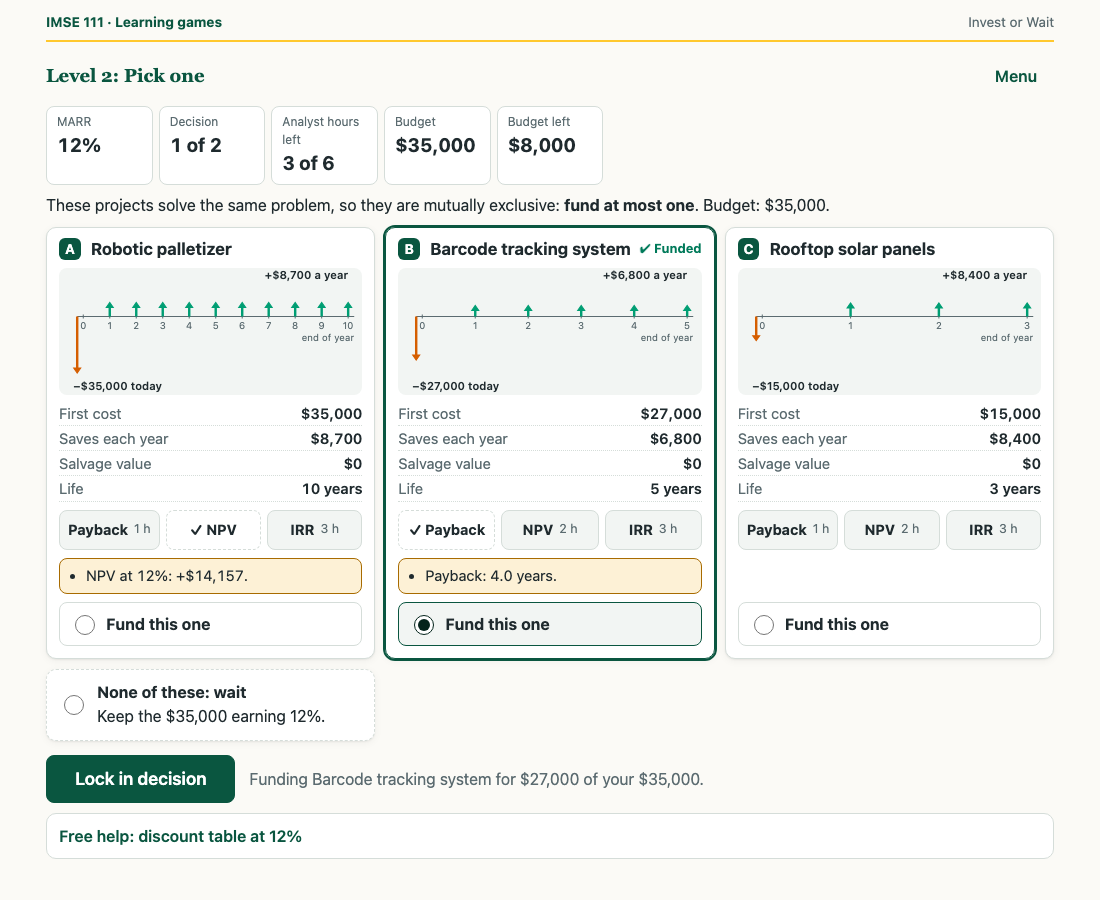 IMSE 111 · Learning games
Invest or Wait
Level 2: Pick one
Menu
MARR
12%
Decision
1 of 2
Analyst hours left
3 of 6
Budget
$35,000
Budget left
$8,000
These projects solve the same problem, so they are mutually exclusive: fund at most one. Budget: $35,000.
A Robotic palletizer
+$8,700 a year
0 1 2 3 4 5 6 7 8 9 10
end of year
−$35,000 today
First cost $35,000
Saves each year $8,700
Salvage value $0
Life 10 years
Payback 1 h
✓ NPV
IRR 3 h
• NPV at 12%: +$14,157.
Fund this one
B Barcode tracking system ✓ Funded
+$6,800 a year
0 1 2 3 4 5
end of year
−$27,000 today
First cost $27,000
Saves each year $6,800
Salvage value $0
Life 5 years
✓ Payback
NPV 2 h
IRR 3 h
• Payback: 4.0 years.
Fund this one
C Rooftop solar panels
+$8,400 a year
0 1 2 3
end of year
−$15,000 today
First cost $15,000
Saves each year $8,400
Salvage value $0
Life 3 years
Payback 1 h
NPV 2 h
IRR 3 h
Fund this one
None of these: wait
Keep the $35,000 earning 12%.
Lock in decision
Funding Barcode tracking system for $27,000 of your $35,000.
Free help: discount table at 12%